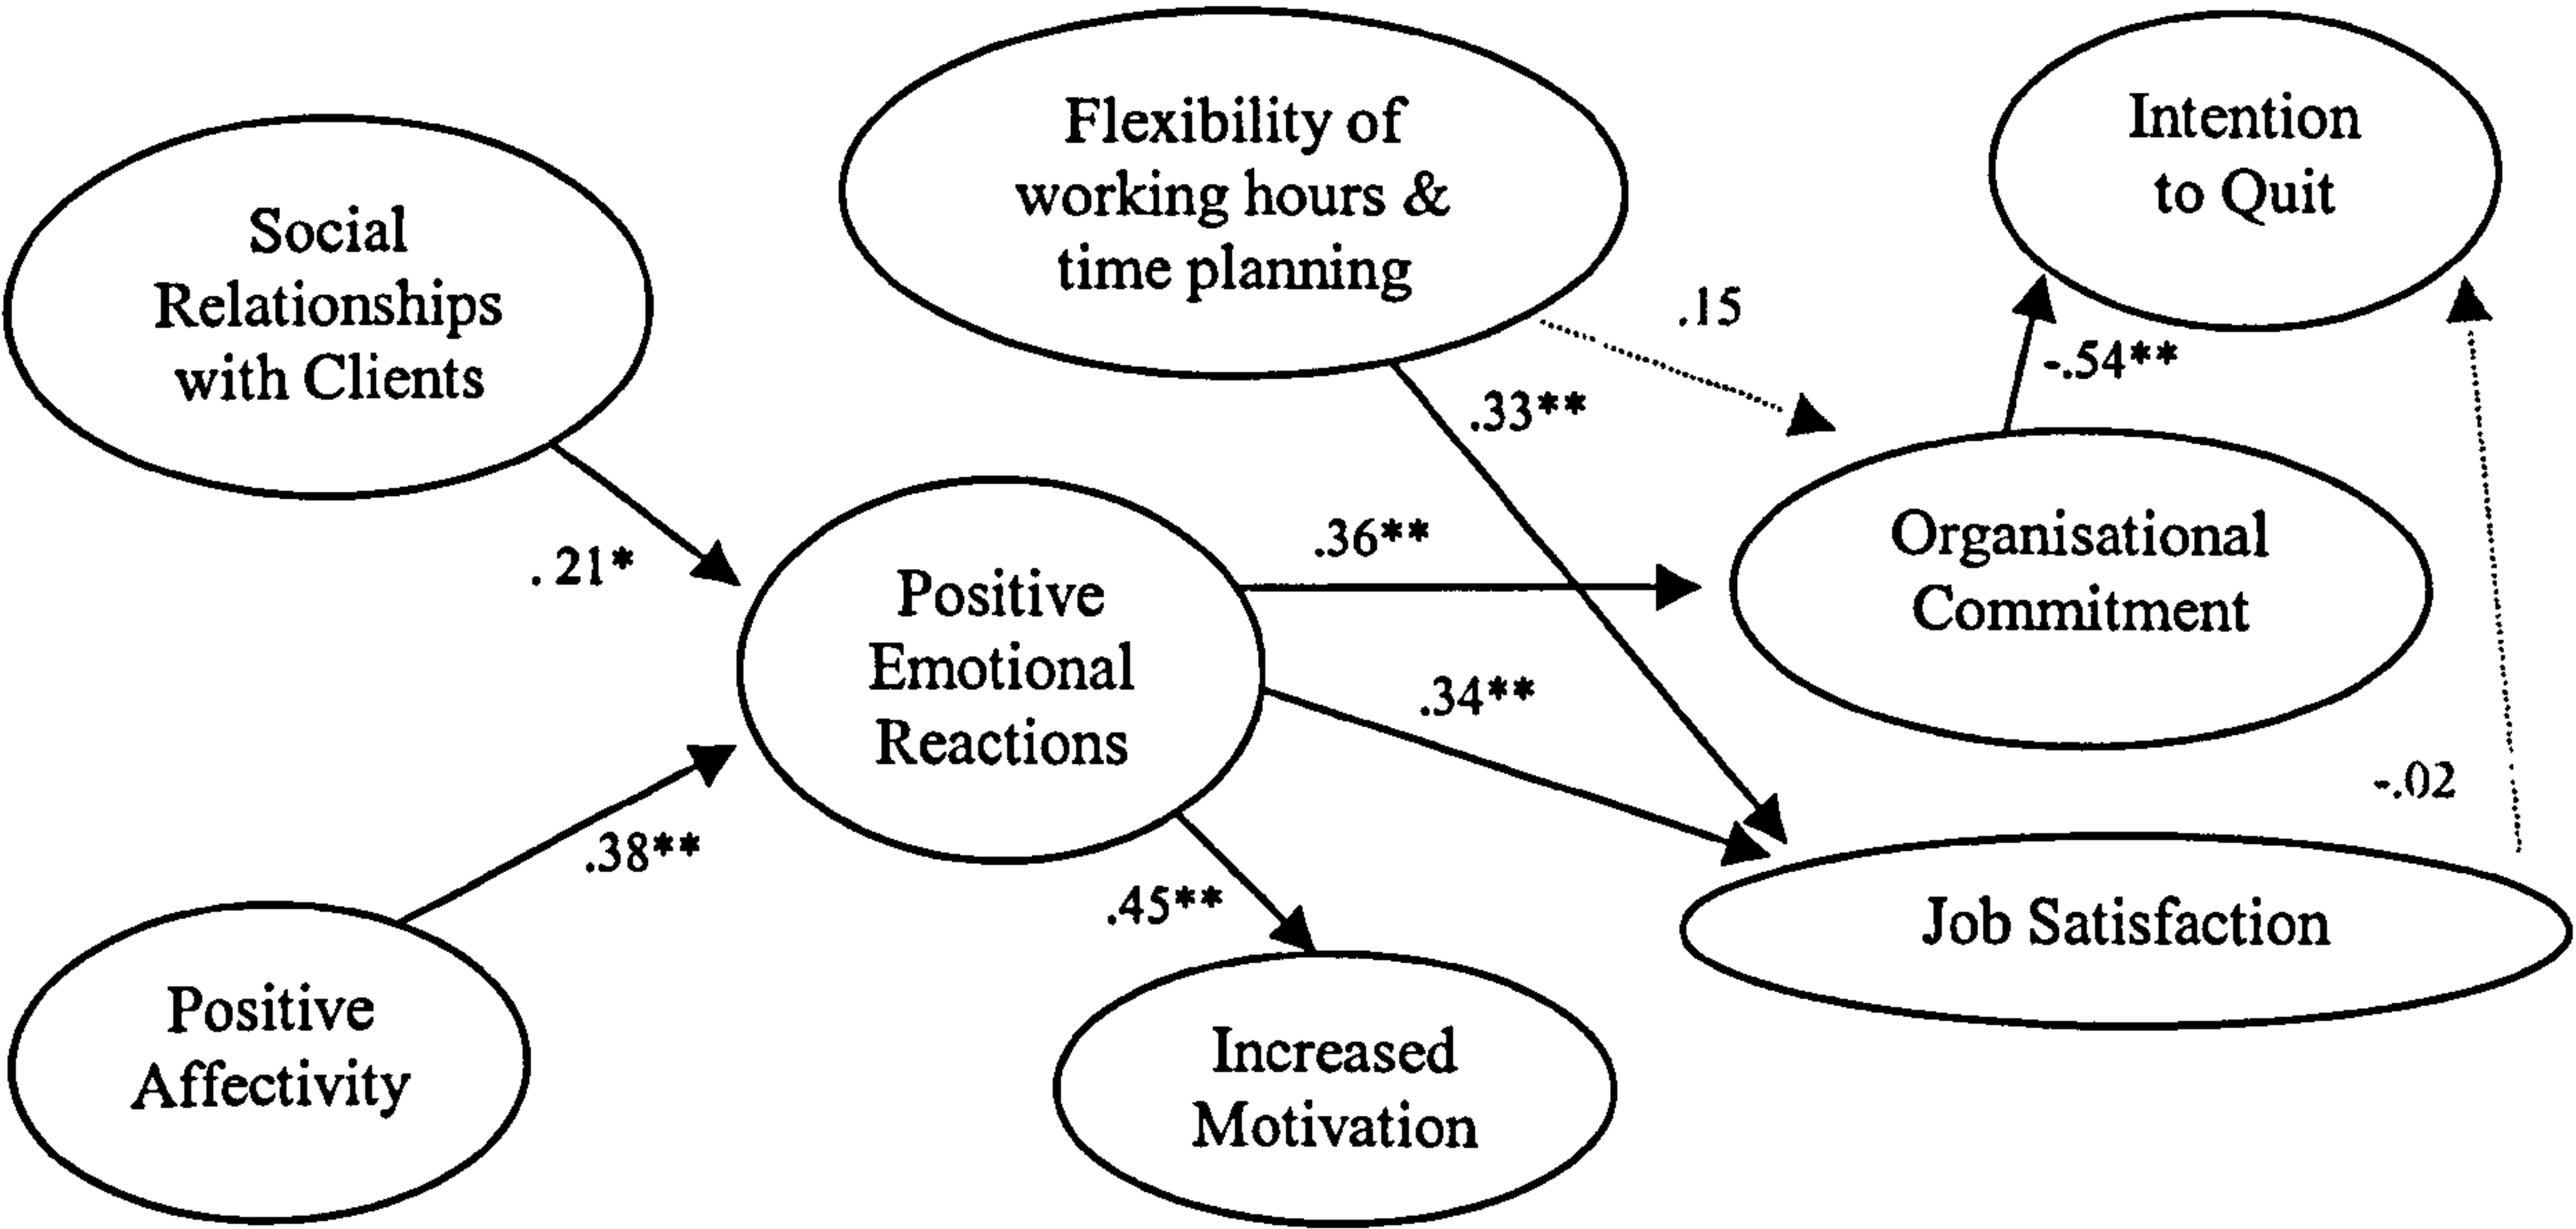 Flexibility of
working hours &
time planning
Intention
to Quit
Social
Relationships
with Clients
.15
-.54**
.33**
.21*
.36**
Organisational
Commitment
Positive
Emotional
Reactions
.34**
-.02
.38**
.45**
Job Satisfaction
Positive
Affectivity
Increased
Motivation